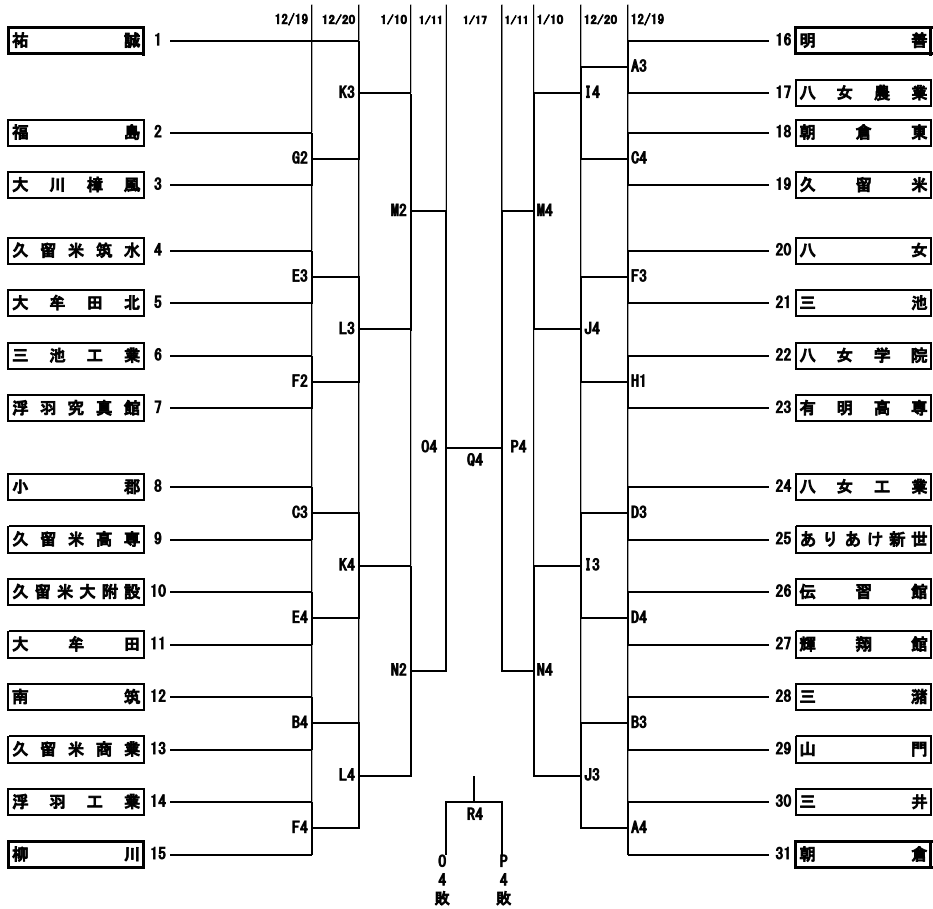 12/19 12/20 1/10 1/11 1/17 1/11 1/10 12/20 12/19
祐誠 1
福島 2
大川樟風 3
久留米筑水 4
大牟田北 5
三池工業 6
浮羽究真館 7
小郡 8
久留米高専 9
久留米大附設 10
大牟田 11
南筑 12
久留米商業 13
浮羽工業 14
柳川 15
G2
E3
F2
C3
E4
B4
F4
K3
L3
K4
L4
M2
N2
O4
Q4
P4
M4
N4
I4
J4
I3
J3
A3
C4
F3
H1
D3
D4
B3
A4
16 明善
17 八女農業
18 朝倉東
19 久留米
20 八女
21 三池
22 八女学院
23 有明高専
24 八女工業
25 ありあけ新世
26 伝習館
27 輝翔館
28 三潴
29 山門
30 三井
31 朝倉
R4
O4敗
P4敗